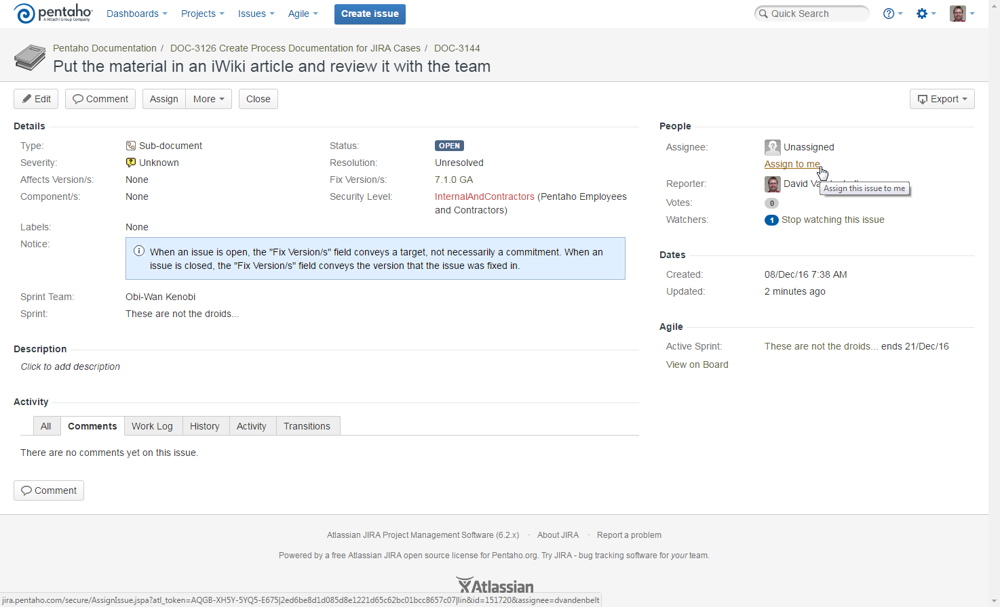 pentaho
A Hitachi Group Company
Dashboards Projects Issues Agile Create issue Quick Search
Pentaho Documentation / DOC-3126 Create Process Documentation for JIRA Cases / DOC-3144
Put the material in an iWiki article and review it with the team
Edit Comment Assign More Close Export
Details
Type: Sub-document Status: OPEN
Severity: Unknown Resolution: Unresolved
Affects Version/s: None Fix Version/s: 7.1.0 GA
Component/s: None Security Level: InternalAndContractors (Pentaho Employees
and Contractors)
Labels: None
Notice: When an issue is open, the "Fix Version/s" field conveys a target, not necessarily a commitment. When an
issue is closed, the "Fix Version/s" field conveys the version that the issue was fixed in.
Sprint Team: Obi-Wan Kenobi
Sprint: These are not the droids...
Description
Click to add description
Activity
All Comments Work Log History Activity Transitions
There are no comments yet on this issue.
Comment
People
Assignee: Unassigned
Assign to me
Reporter: David
Assign this issue to me
Votes: 0
Watchers: 1 Stop watching this issue
Dates
Created: 08/Dec/16 7:38 AM
Updated: 2 minutes ago
Agile
Active Sprint: These are not the droids... ends 21/Dec/16
View on Board
Atlassian JIRA Project Management Software (6.2.x) · About JIRA · Report a problem
Powered by a free Atlassian JIRA open source license for Pentaho.org. Try JIRA - bug tracking software for your team.
Atlassian
jira.pentaho.com/secure/AssignIssue.jspa?atl_token=AQGB-XH5Y-5YQ5-E675|2ed6be8d1d085d8e1221d65c62bc01bcc8657c07|lin&id=151720&assignee=dvandenbelt